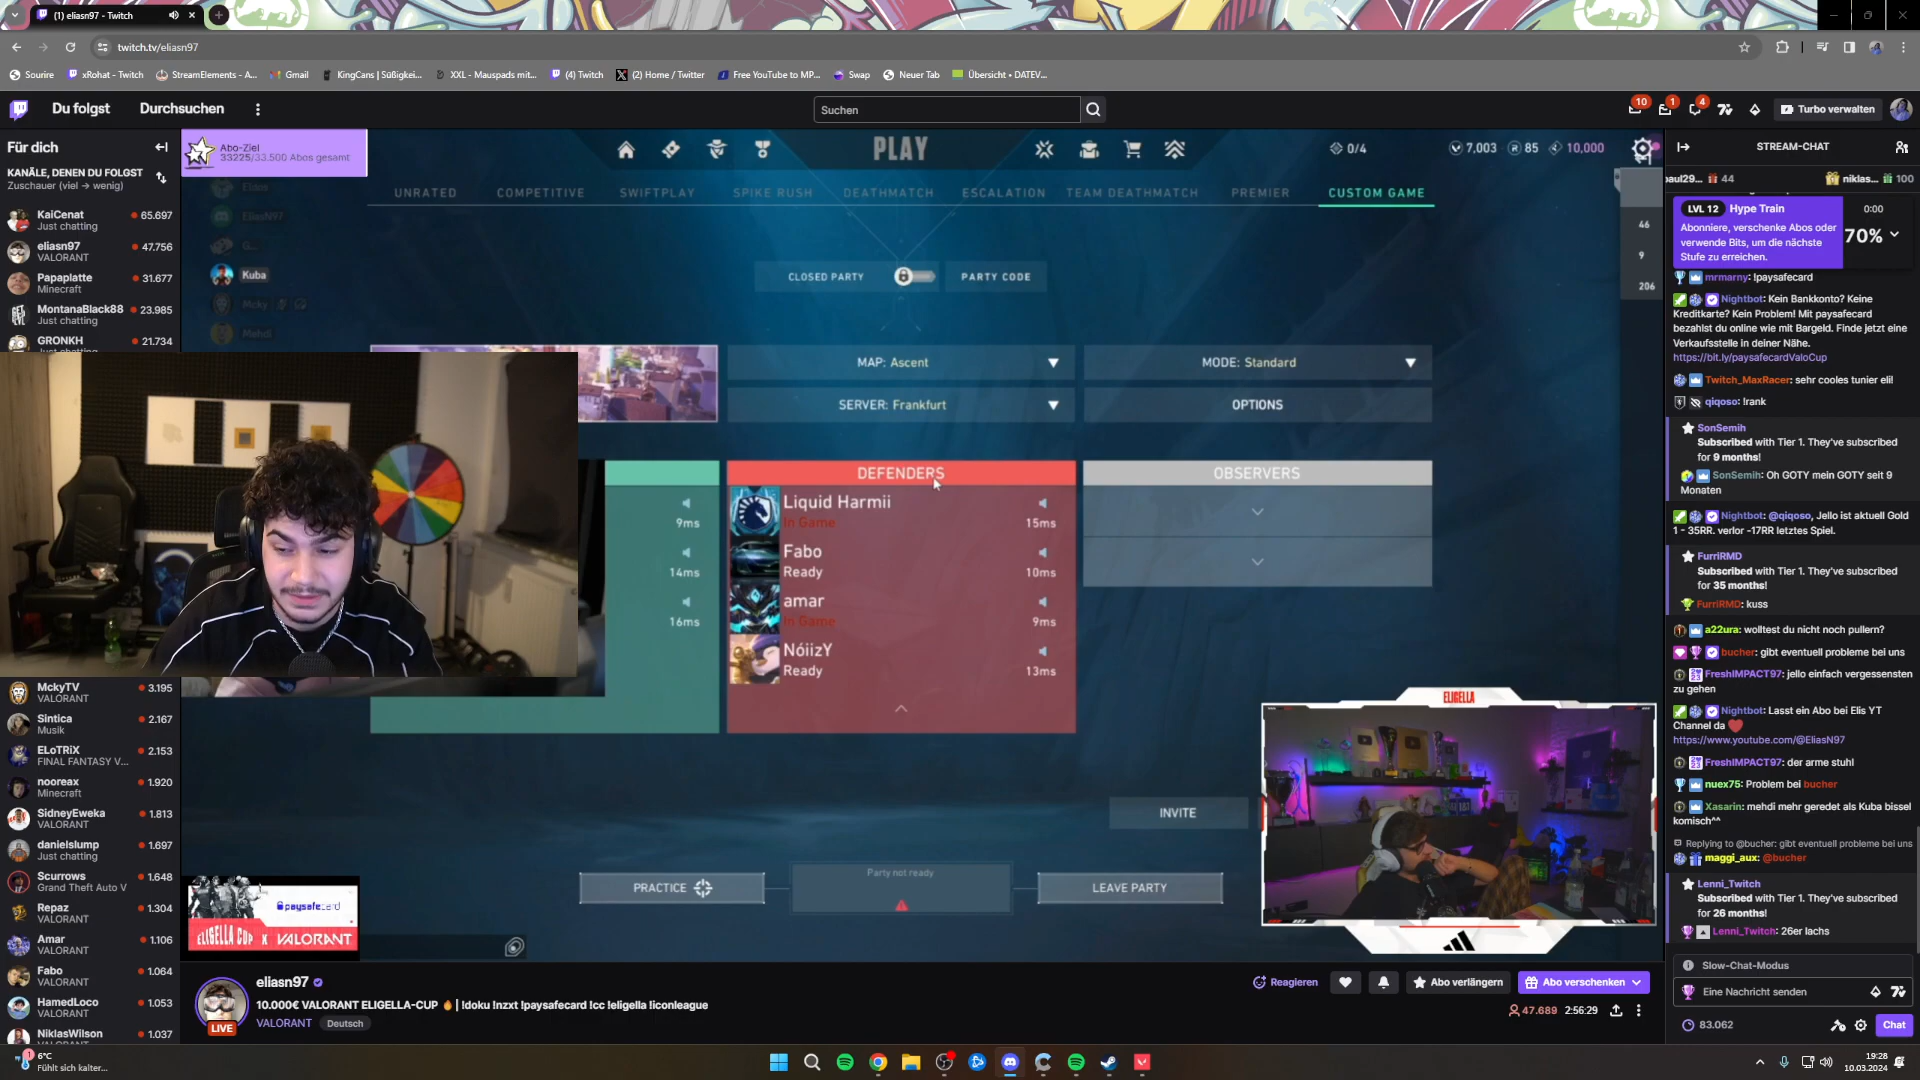 (1) eliasn97 - Twitch
twitch.tv/eliasn97
Sourire
xRohat - Twitch
StreamElements - A...
Gmail
KingCans | Süßigkei...
XXL - Mauspads mit...
(4) Twitch
(2) Home / Twitter
Free YouTube to MP...
Swap
Neuer Tab
Übersicht • DATEV...
Du folgst
Durchsuchen
Suchen
10
1
4
Turbo verwalten
Für dich
KANÄLE, DENEN DU FOLGST
Zuschauer (viel → wenig)
KaiCenat 65.697
Just chatting
eliasn97 47.756
VALORANT
Papaplatte 31.677
Minecraft
MontanaBlack88 23.985
Just chatting
GRONKH 21.734
MckyTV 3.195
VALORANT
Sintica 2.167
Musik
ELoTRiX 2.153
FINAL FANTASY V...
nooreax 1.920
Minecraft
SidneyEweka 1.813
VALORANT
danielslump 1.697
Just chatting
Scurrows 1.648
Grand Theft Auto V
Repaz 1.304
VALORANT
Amar 1.106
VALORANT
Fabo 1.064
VALORANT
HamedLoco 1.053
VALORANT
NiklasWilson 1.037
Abo-Ziel
33225/33.500 Abos gesamt
Elias
EliasN97
G...
Kuba
Mcky
Mehdi
PLAY
0/4
7,003
85
10,000
UNRATED
COMPETITIVE
SWIFTPLAY
SPIKE RUSH
DEATHMATCH
ESCALATION
TEAM DEATHMATCH
PREMIER
CUSTOM GAME
46
9
206
CLOSED PARTY
PARTY CODE
MAP: Ascent
MODE: Standard
SERVER: Frankfurt
OPTIONS
9ms
14ms
16ms
DEFENDERS
Liquid Harmii
In Game
15ms
Fabo
Ready
10ms
amar
In Game
9ms
NóiizY
Ready
13ms
OBSERVERS
INVITE
PRACTICE
Party not ready
LEAVE PARTY
ELIGELLA
paysafecard
ELIGELLA CUP X VALORANT
eliasn97
LIVE
10.000€ VALORANT ELIGELLA-CUP 🔥 | !doku !nzxt !paysafecard !cc !eligella !iconleague
VALORANT
Deutsch
Reagieren
Abo verlängern
Abo verschenken
47.689
2:56:29
STREAM-CHAT
paul29... 44
niklas... 100
LVL 12 Hype Train
0:00
Abonniere, verschenke Abos oder
verwende Bits, um die nächste
Stufe zu erreichen.
70%
mrmarny: !paysafecard
Nightbot: Kein Bankkonto? Keine
Kreditkarte? Kein Problem! Mit paysafecard
bezahlst du online wie mit Bargeld. Finde jetzt eine
Verkaufsstelle in deiner Nähe.
https://bit.ly/paysafecardValoCup
Twitch_MaxRacer: sehr cooles tunier eli!
qiqoso: !rank
SonSemih
Subscribed with Tier 1. They've subscribed
for 9 months!
SonSemih: Oh GOTY mein GOTY seit 9
Monaten
Nightbot: @qiqoso, Jello ist aktuell Gold
1 - 35RR. verlor -17RR letztes Spiel.
FurriRMD
Subscribed with Tier 1. They've subscribed
for 35 months!
FurriRMD: kuss
a22ura: wolltest du nicht noch pullern?
bucher: gibt eventuell probleme bei uns
FreshIMPACT97: jello einfach vergessensten
zu gehen
Nightbot: Lasst ein Abo bei Elis YT
Channel da ❤
https://www.youtube.com/@EliasN97
FreshIMPACT97: der arme stuhl
nuex75: Problem bei bucher
Xasarin: mehdi mehr geredet als Kuba bissel
komisch^^
Replying to @bucher: gibt eventuell probleme bei uns
maggi_aux: @bucher
Lenni_Twitch
Subscribed with Tier 1. They've subscribed
for 26 months!
Lenni_Twitch: 26er lachs
Slow-Chat-Modus
Eine Nachricht senden
83.062
Chat
1
6°C
Fühlt sich kalter...
19:28
10.03.2024